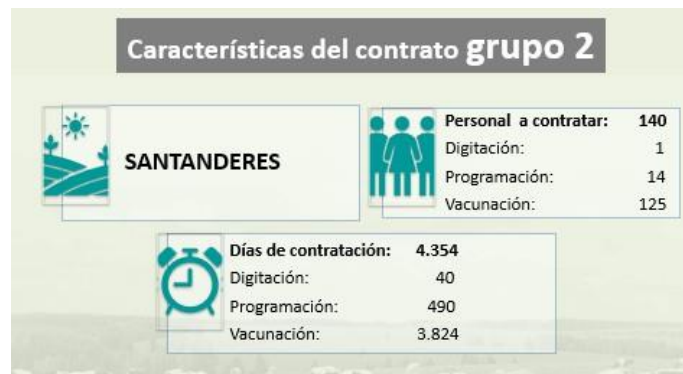 Características del contrato grupo 2
SANTANDERES
Personal a contratar: 140
Digitación: 1
Programación: 14
Vacunación: 125
Días de contratación: 4.354
Digitación: 40
Programación: 490
Vacunación: 3.824